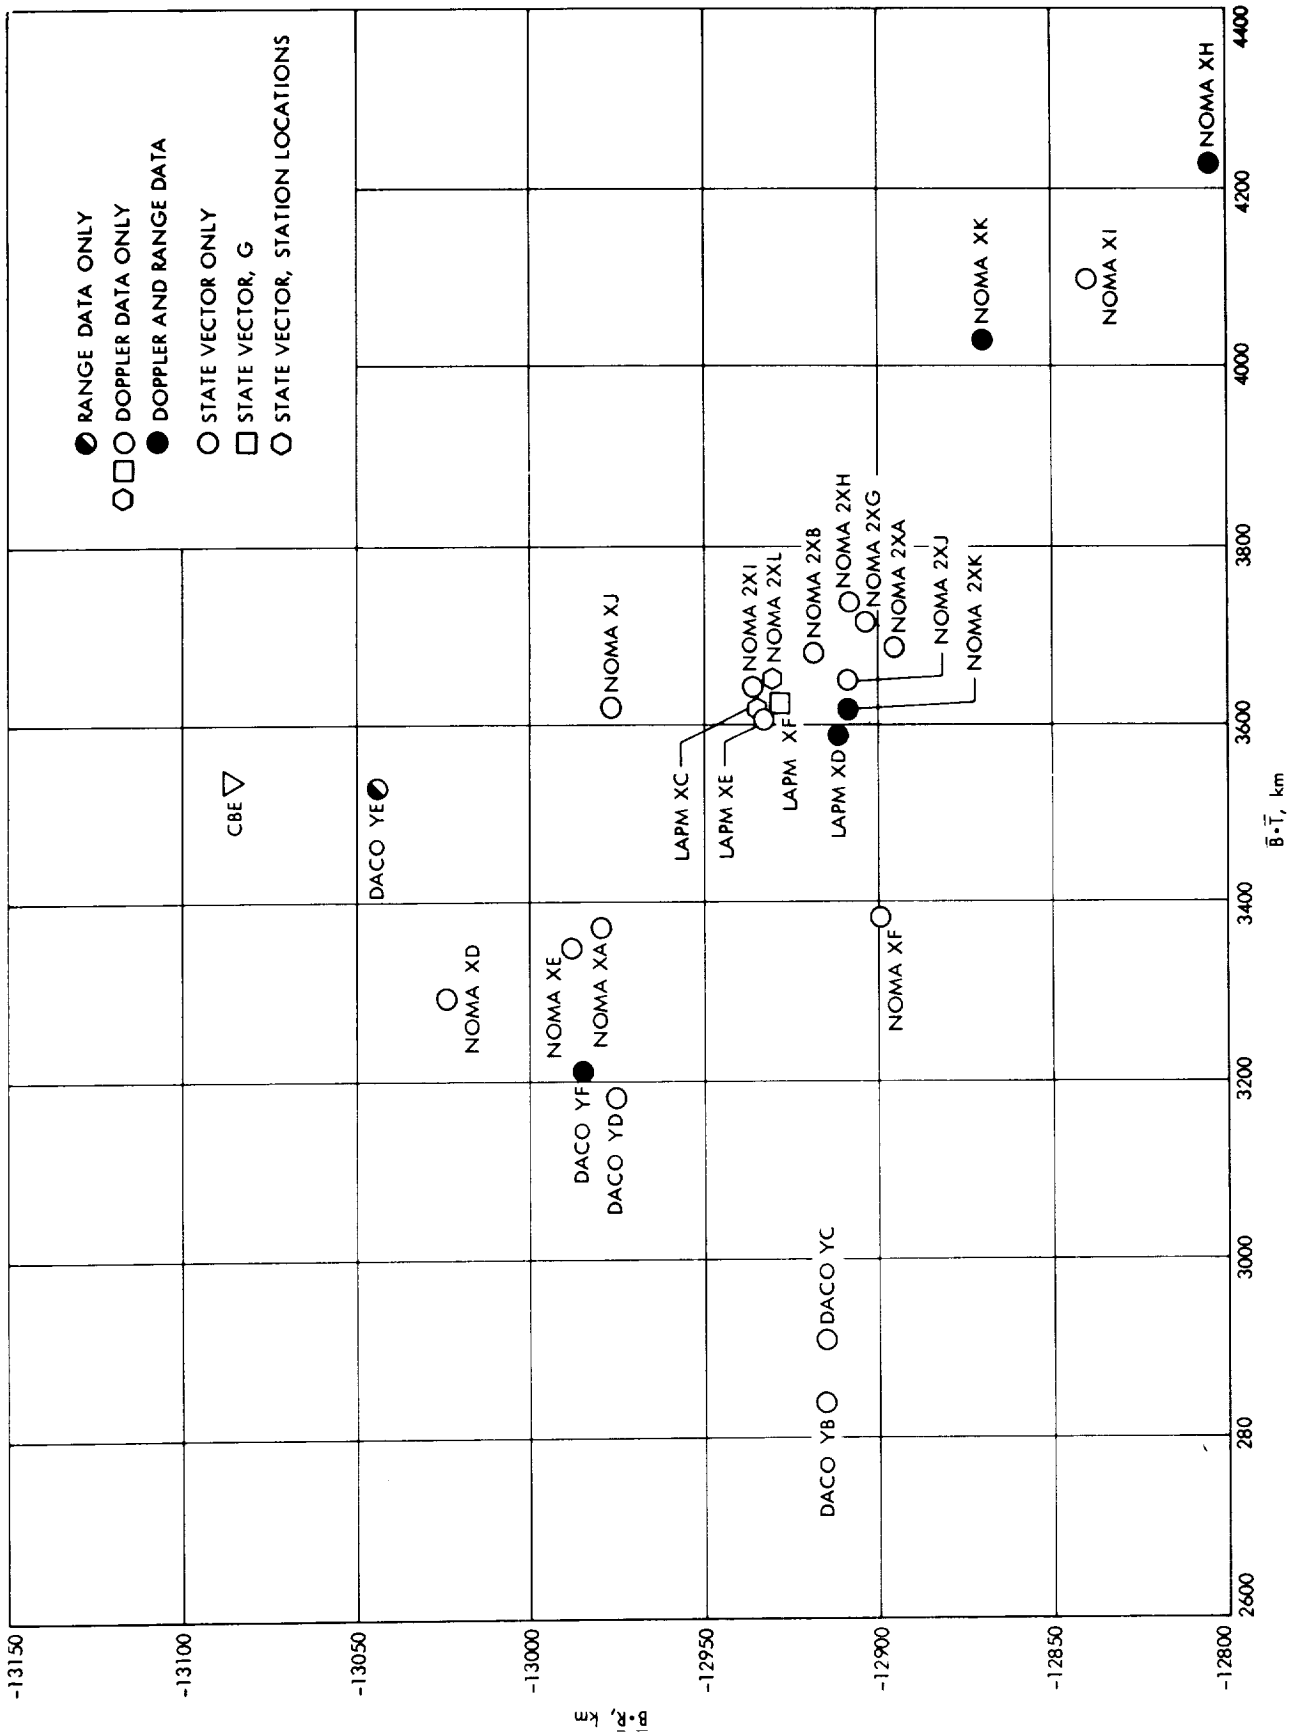 RANGE DATA ONLY
DOPPLER DATA ONLY
DOPPLER AND RANGE DATA
STATE VECTOR ONLY
STATE VECTOR, G
STATE VECTOR, STATION LOCATIONS
-13150
-13100
-13050
-13000
-12950
-12900
-12850
-12800
B·R, km
CBE
DACO YE
NOMA XD
NOMA XJ
NOMA XE
NOMA XA
DACO YF
DACO YD
LAPM XC
LAPM XE
LAPM XF
LAPM XD
NOMA 2XI
NOMA 2XL
NOMA 2XB
NOMA 2XH
NOMA 2XG
NOMA 2XA
NOMA 2XJ
NOMA 2XK
NOMA XF
DACO YB
DACO YC
NOMA XK
NOMA XI
NOMA XH
2600
280
3000
3200
3400
3600
3800
4000
4200
4400
B·T, km